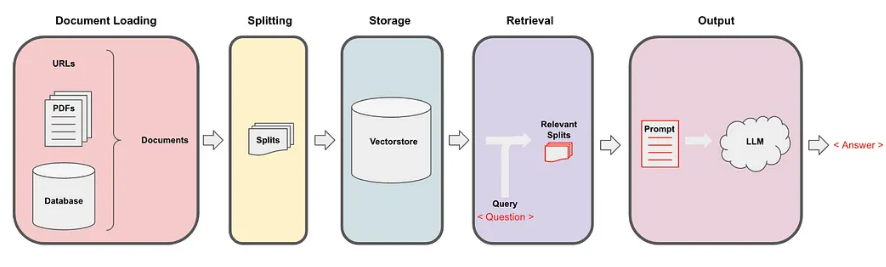 Document Loading
Splitting
Storage
Retrieval
Output
URLs
PDFs
Documents
Database
Splits
Vectorstore
Relevant
Splits
Query
< Question >
Prompt
LLM
< Answer >